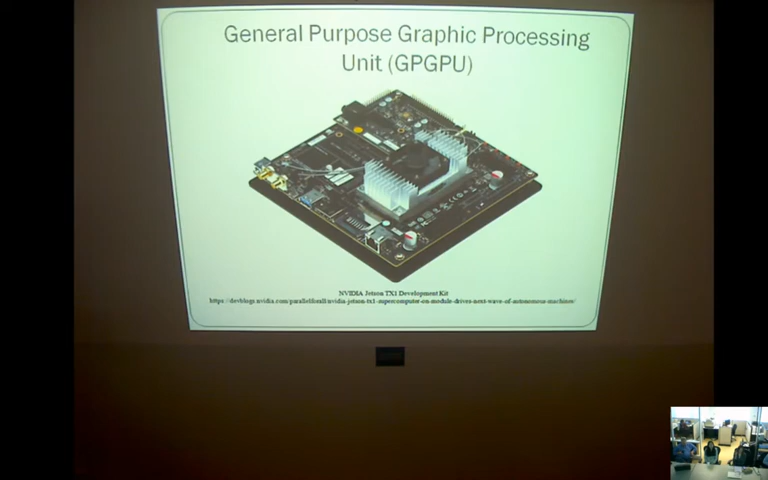 General Purpose Graphic Processing
Unit (GPGPU)
NVIDIA Jetson TX1 Development Kit
https://devblogs.nvidia.com/parallelforall/nvidia-jetson-tx1-supercomputer-on-module-drives-next-wave-of-autonomous-machines/